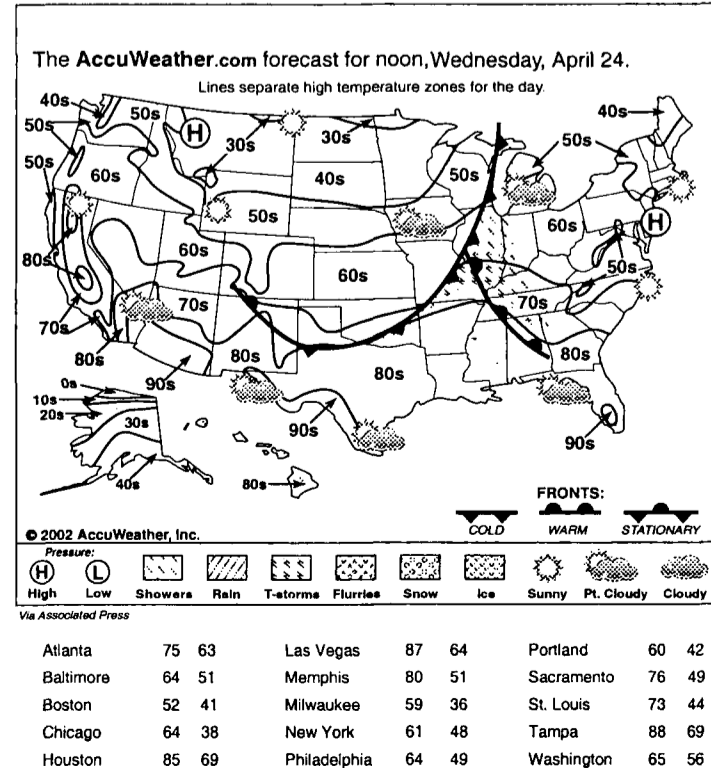 The AccuWeather.com forecast for noon, Wednesday, April 24.
Lines separate high temperature zones for the day.
40s
50s
50s
50s
H
30s
30s
40s
50s
40s
60s
50s
50s
50s
80s
60s
60s
60s
H
50s
70s
70s
70s
80s
90s
80s
80s
80s
90s
90s
0s
10s
20s
30s
40s
80s
FRONTS:
COLD WARM STATIONARY
© 2002 AccuWeather, Inc.
Pressure:
H L
High Low Showers Rain T-storms Flurries Snow Ice Sunny Pt. Cloudy Cloudy
Via Associated Press
Atlanta 75 63 Las Vegas 87 64 Portland 60 42
Baltimore 64 51 Memphis 80 51 Sacramento 76 49
Boston 52 41 Milwaukee 59 36 St. Louis 73 44
Chicago 64 38 New York 61 48 Tampa 88 69
Houston 85 69 Philadelphia 64 49 Washington 65 56